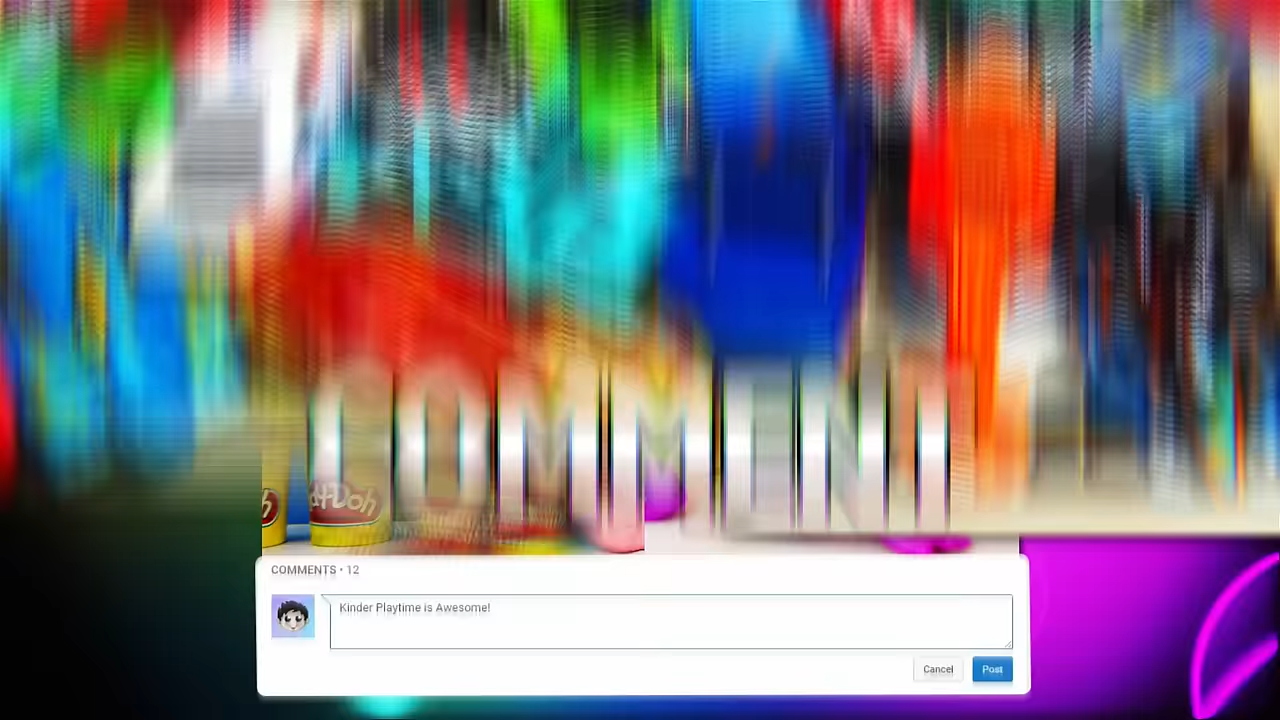 COMMENT
COMMENTS • 12
Kinder Playtime is Awesome!
Cancel
Post